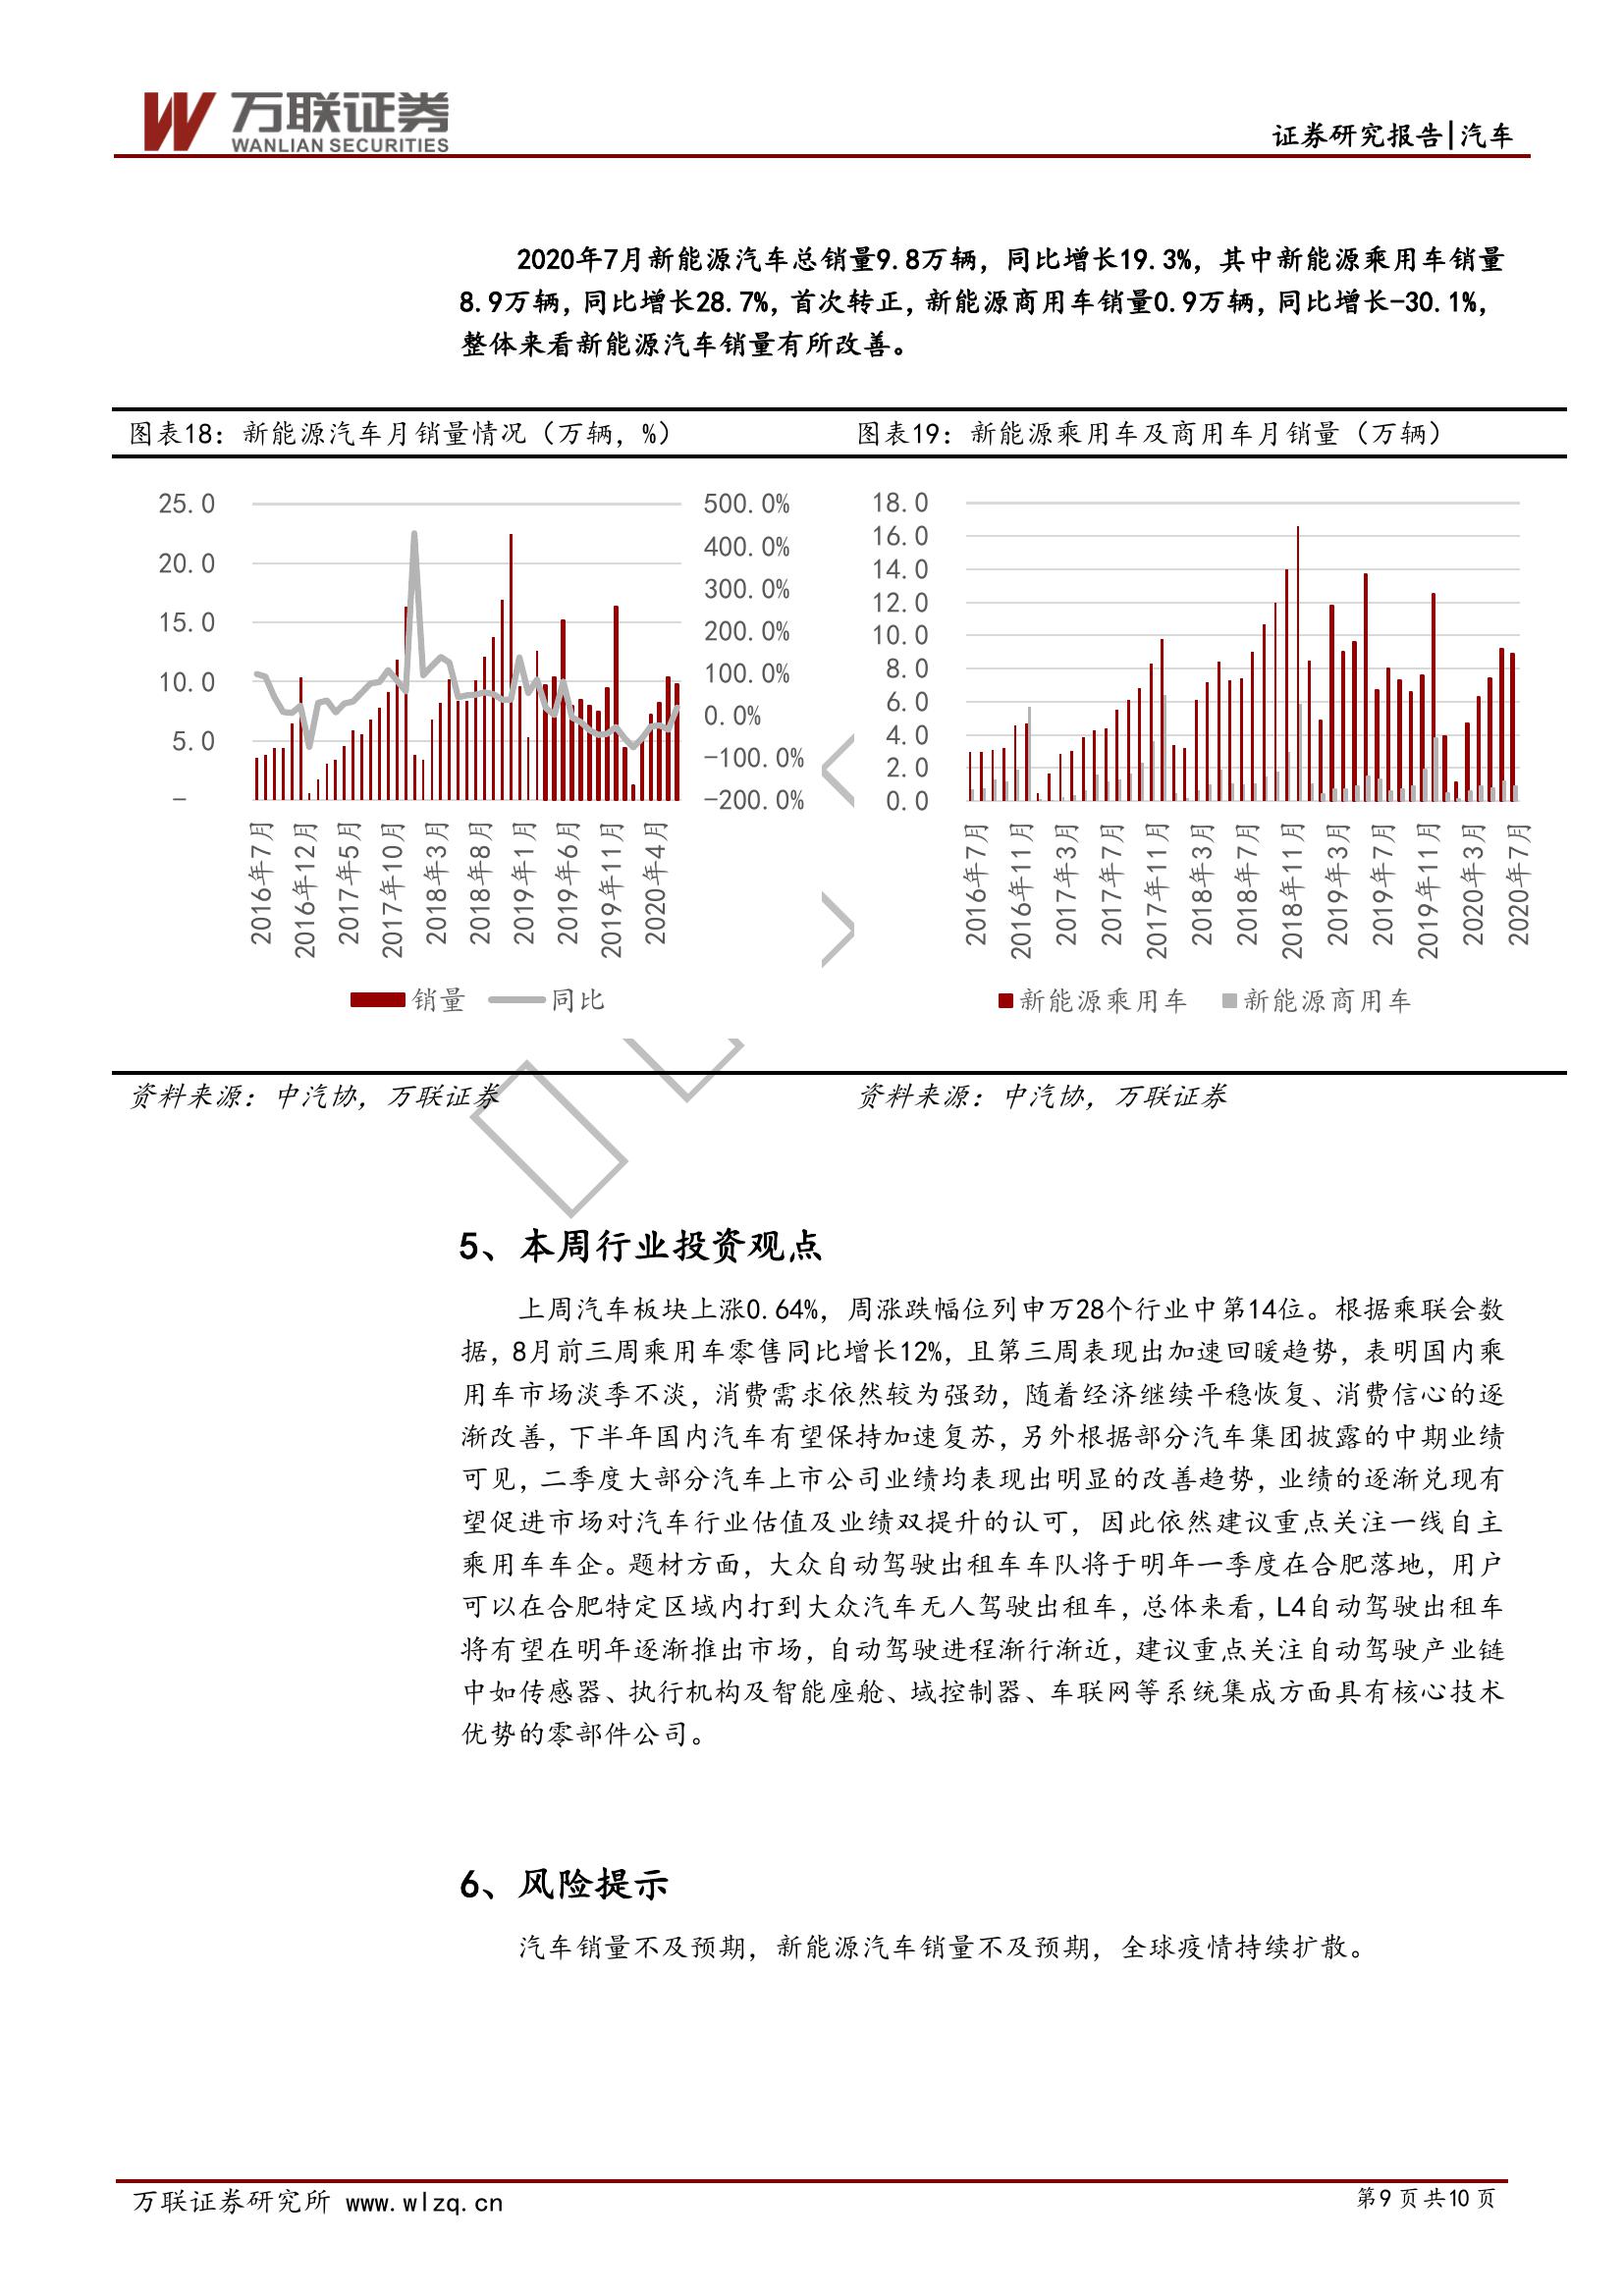 万联证券
WANLIAN SECURITIES
证券研究报告|汽车
2020年7月新能源汽车总销量9.8万辆，同比增长19.3%，其中新能源乘用车销量
8.9万辆，同比增长28.7%，首次转正，新能源商用车销量0.9万辆，同比增长-30.1%，
整体来看新能源汽车销量有所改善。
图表18：新能源汽车月销量情况（万辆，%）
25.0
20.0
15.0
10.0
5.0
-
500.0%
400.0%
300.0%
200.0%
100.0%
0.0%
-100.0%
-200.0%
2016年7月
2016年12月
2017年5月
2017年10月
2018年3月
2018年8月
2019年1月
2019年6月
2019年11月
2020年4月
销量 同比
图表19：新能源乘用车及商用车月销量（万辆）
18.0
16.0
14.0
12.0
10.0
8.0
6.0
4.0
2.0
0.0
2016年7月
2016年11月
2017年3月
2017年7月
2017年11月
2018年3月
2018年7月
2018年11月
2019年3月
2019年7月
2019年11月
2020年3月
2020年7月
新能源乘用车 新能源商用车
资料来源：中汽协，万联证券
资料来源：中汽协，万联证券
5、本周行业投资观点
上周汽车板块上涨0.64%，周涨跌幅位列申万28个行业中第14位。根据乘联会数
据，8月前三周乘用车零售同比增长12%，且第三周表现出加速回暖趋势，表明国内乘
用车市场淡季不淡，消费需求依然较为强劲，随着经济继续平稳恢复、消费信心的逐
渐改善，下半年国内汽车有望保持加速复苏，另外根据部分汽车集团披露的中期业绩
可见，二季度大部分汽车上市公司业绩均表现出明显的改善趋势，业绩的逐渐兑现有
望促进市场对汽车行业估值及业绩双提升的认可，因此依然建议重点关注一线自主
乘用车车企。题材方面，大众自动驾驶出租车车队将于明年一季度在合肥落地，用户
可以在合肥特定区域内打到大众汽车无人驾驶出租车，总体来看，L4自动驾驶出租车
将有望在明年逐渐推出市场，自动驾驶进程渐行渐近，建议重点关注自动驾驶产业链
中如传感器、执行机构及智能座舱、域控制器、车联网等系统集成方面具有核心技术
优势的零部件公司。
6、风险提示
汽车销量不及预期，新能源汽车销量不及预期，全球疫情持续扩散。
万联证券研究所 www.wlzq.cn
第9页共10页